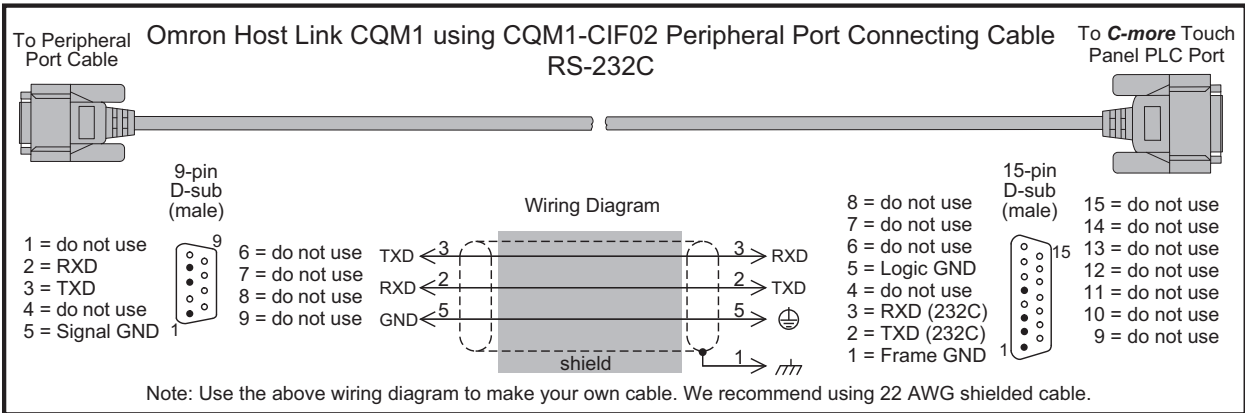 To Peripheral
Port Cable
Omron Host Link CQM1 using CQM1-CIF02 Peripheral Port Connecting Cable
RS-232C
To C-more Touch
Panel PLC Port
9-pin
D-sub
(male)
1 = do not use
2 = RXD
3 = TXD
4 = do not use
5 = Signal GND
9
1
6 = do not use
7 = do not use
8 = do not use
9 = do not use
Wiring Diagram
TXD 3 3 RXD
RXD 2 2 TXD
GND 5 5
shield
1
8 = do not use
7 = do not use
6 = do not use
5 = Logic GND
4 = do not use
3 = RXD (232C)
2 = TXD (232C)
1 = Frame GND
15-pin
D-sub
(male)
15
1
15 = do not use
14 = do not use
13 = do not use
12 = do not use
11 = do not use
10 = do not use
9 = do not use
Note: Use the above wiring diagram to make your own cable. We recommend using 22 AWG shielded cable.